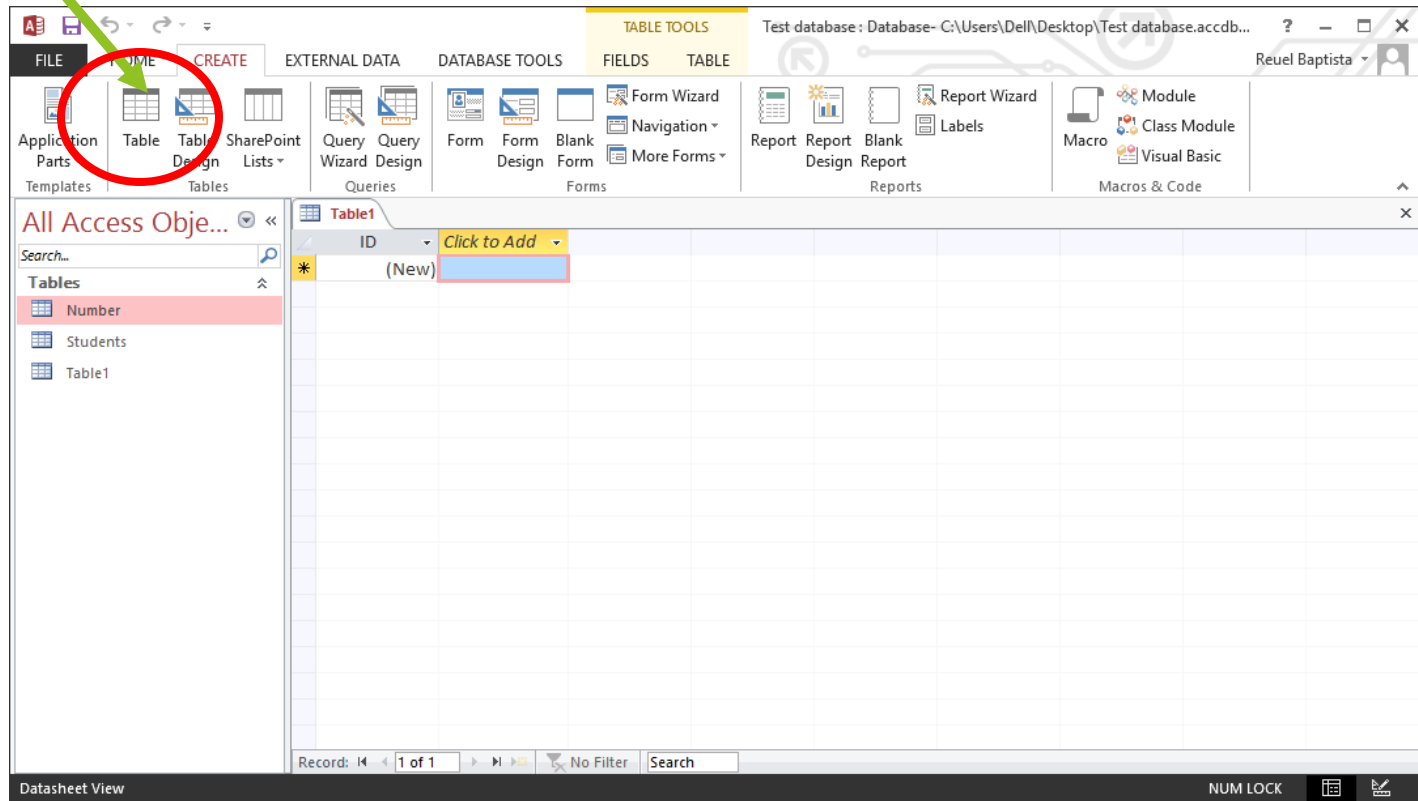 TABLE TOOLS
Test database : Database- C:\Users\Dell\Desktop\Test database.accdb...
?
FILE HOME CREATE EXTERNAL DATA DATABASE TOOLS FIELDS TABLE
Reuel Baptista
Application Parts
Table
Table Design
SharePoint Lists
Query Wizard
Query Design
Form
Form Design
Blank Form
Form Wizard
Navigation
More Forms
Report
Report Design
Blank Report
Report Wizard
Labels
Macro
Module
Class Module
Visual Basic
Templates Tables Queries Forms Reports Macros & Code
All Access Obje...
Search...
Tables
Number
Students
Table1
Table1
ID Click to Add
(New)
Record: 1 of 1 No Filter Search
Datasheet View NUM LOCK